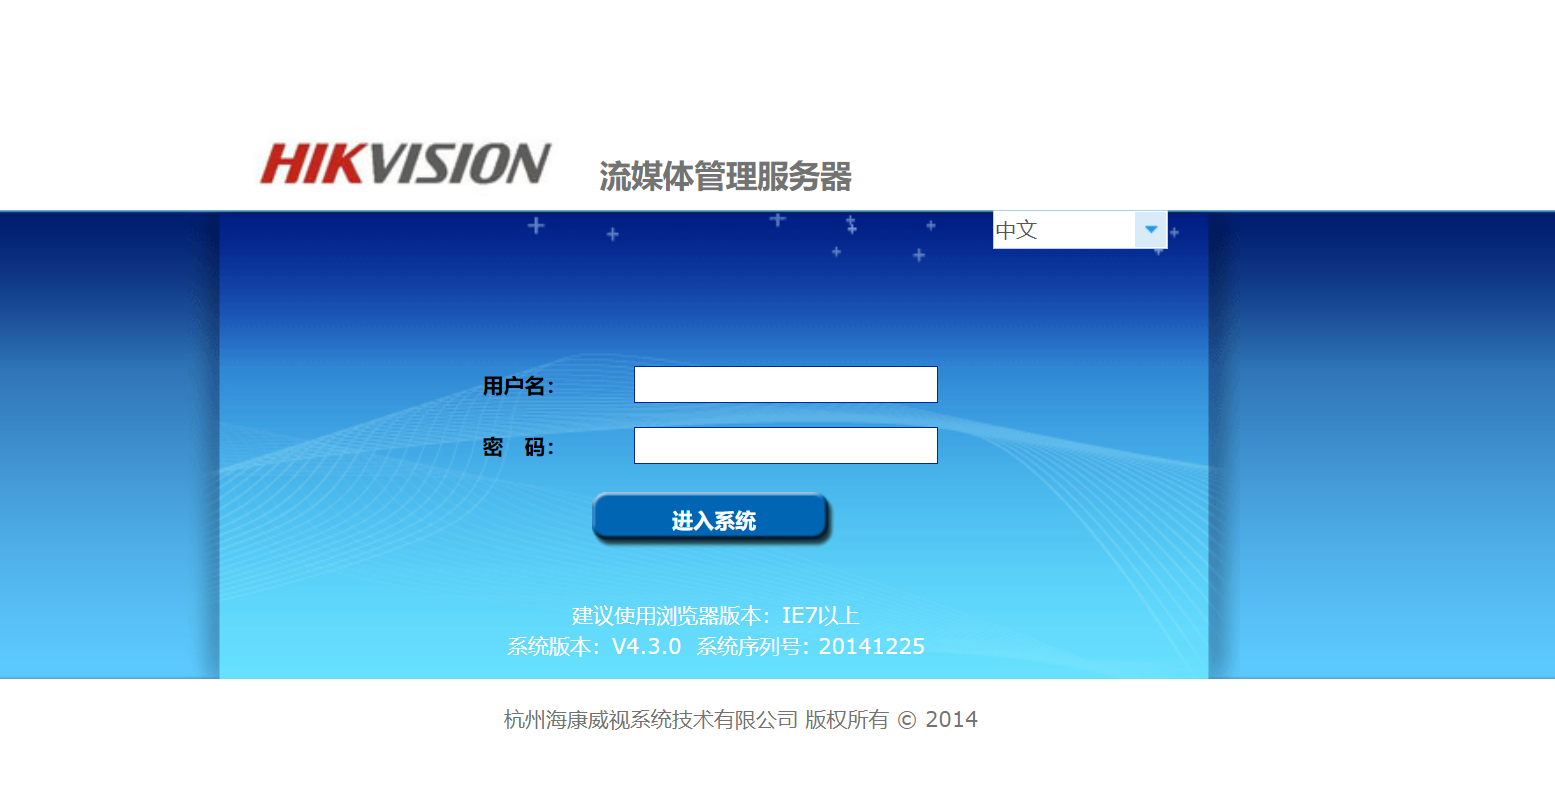 HIKVISION 流媒体管理服务器
中文
用户名：
密 码：
进入系统
建议使用浏览器版本：IE7以上
系统版本：V4.3.0 系统序列号: 20141225
杭州海康威视系统技术有限公司 版权所有 © 2014